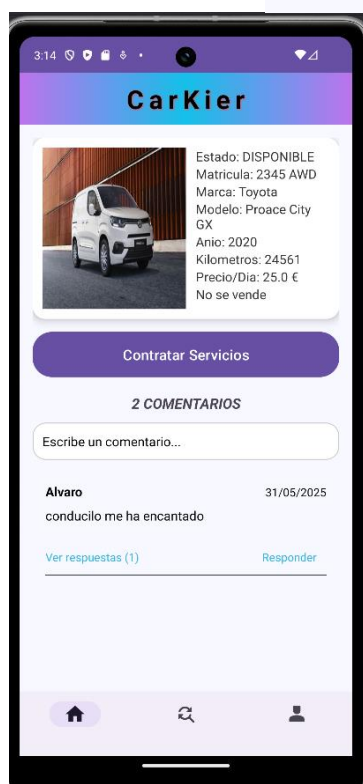 3:14
CarKier
Estado: DISPONIBLE
Matricula: 2345 AWD
Marca: Toyota
Modelo: Proace City
GX
Anio: 2020
Kilometros: 24561
Precio/Dia: 25.0 €
No se vende
Contratar Servicios
2 COMENTARIOS
Escribe un comentario...
Alvaro 31/05/2025
conducilo me ha encantado
Ver respuestas (1) Responder